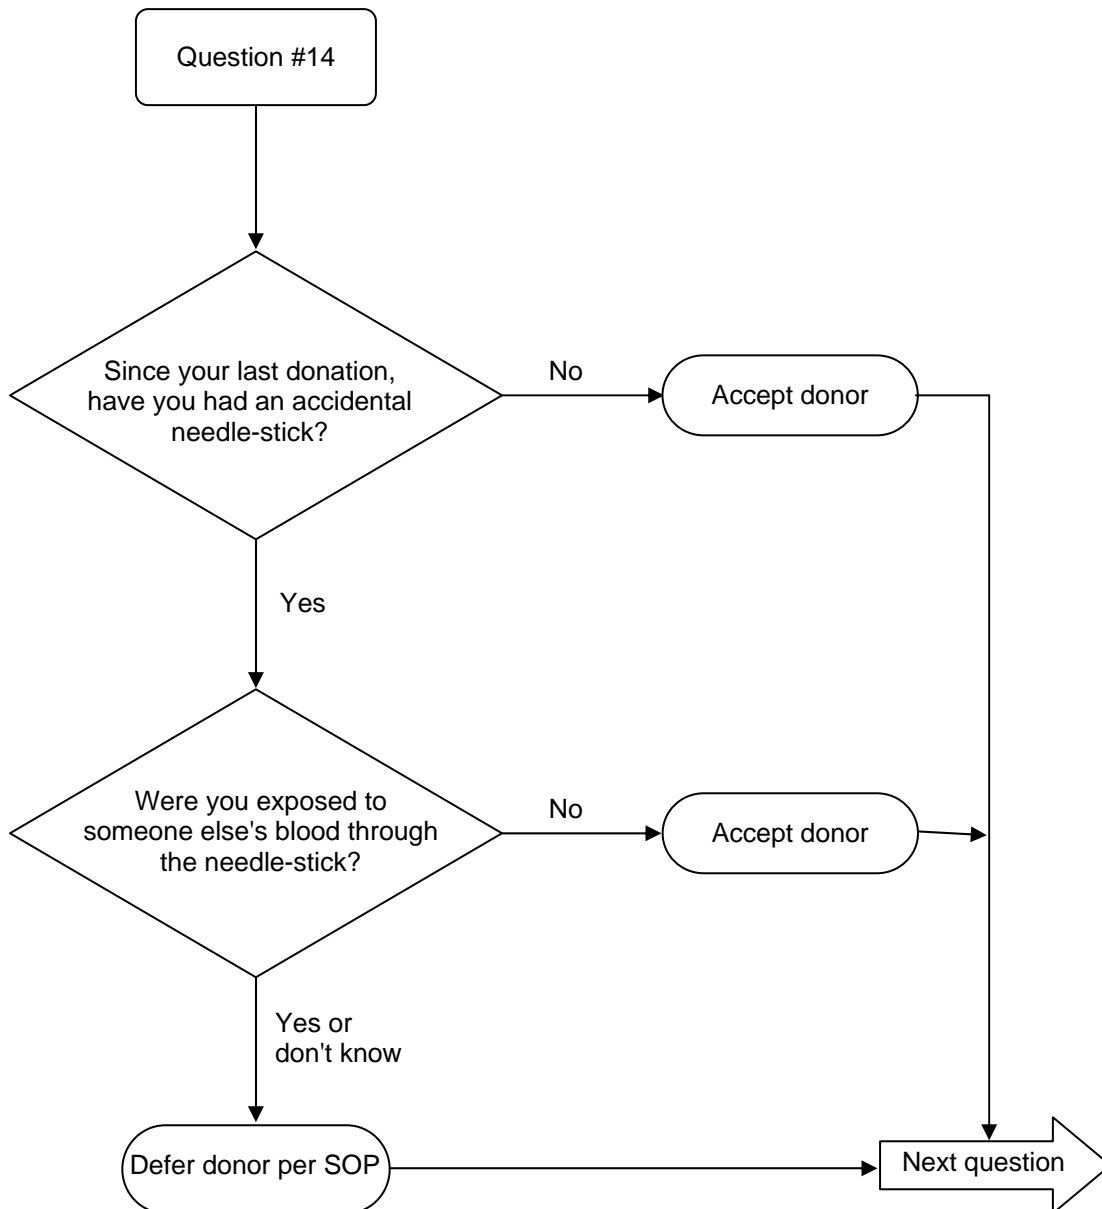 Question #14
Since your last donation,
have you had an accidental
needle-stick?
No
Accept donor
Yes
Were you exposed to
someone else's blood through
the needle-stick?
No
Accept donor
Yes or
don't know
Defer donor per SOP
Next question